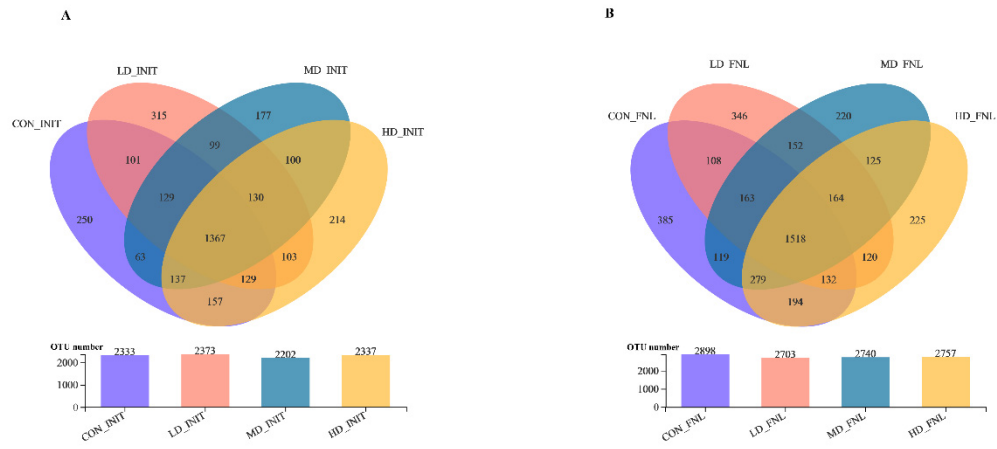 A
LD_INIT
MD_INIT
CON_INIT
HD_INIT
315
177
99
101
100
129
130
250
214
1367
63
103
137
129
157
OTU number
2000
1000
0
2333
2373
2202
2337
CON_INIT
LD_INIT
MD_INIT
HD_INIT
B
LD_FNL
MD_FNL
CON_FNL
HD_FNL
346
220
152
108
125
163
164
385
225
1518
119
120
279
132
194
OTU number
2000
1000
0
2898
2703
2740
2757
CON_FNL
LD_FNL
MD_FNL
HD_FNL